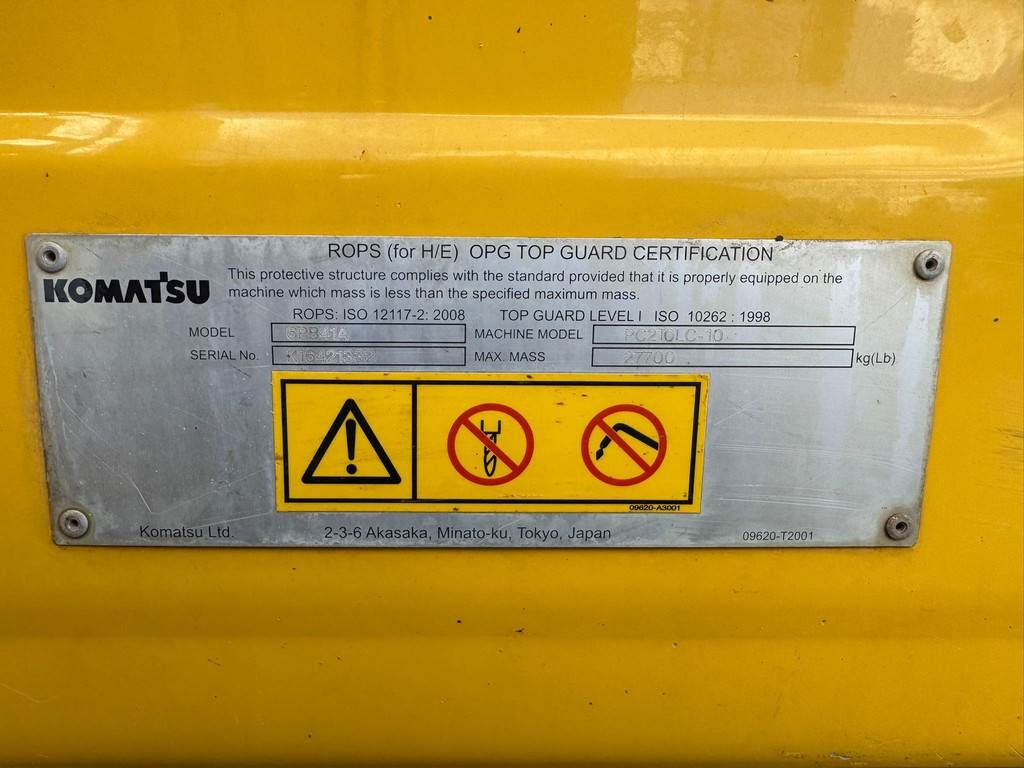 ROPS (for H/E) OPG TOP GUARD CERTIFICATION
KOMATSU
This protective structure complies with the standard provided that it is properly equipped on the
machine which mass is less than the specified maximum mass.
ROPS: ISO 12117-2: 2008 TOP GUARD LEVEL I ISO 10262 : 1998
MODEL MACHINE MODEL PC210LC-10
SERIAL No. MAX. MASS 27700 kg(Lb)
09620-A3001
Komatsu Ltd. 2-3-6 Akasaka, Minato-ku, Tokyo, Japan 09620-T2001